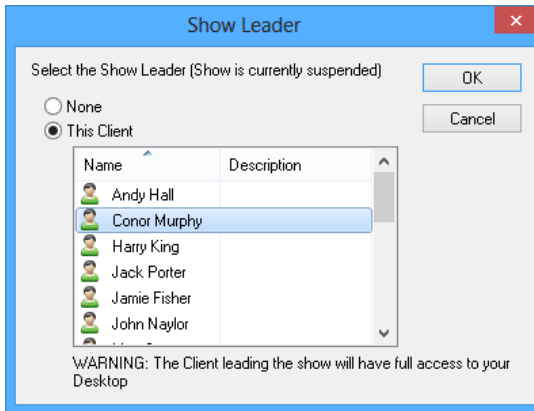 Show Leader
Select the Show Leader (Show is currently suspended)
OK
None
Cancel
This Client
Name Description
Andy Hall
Conor Murphy
Harry King
Jack Porter
Jamie Fisher
John Naylor
WARNING: The Client leading the show will have full access to your
Desktop